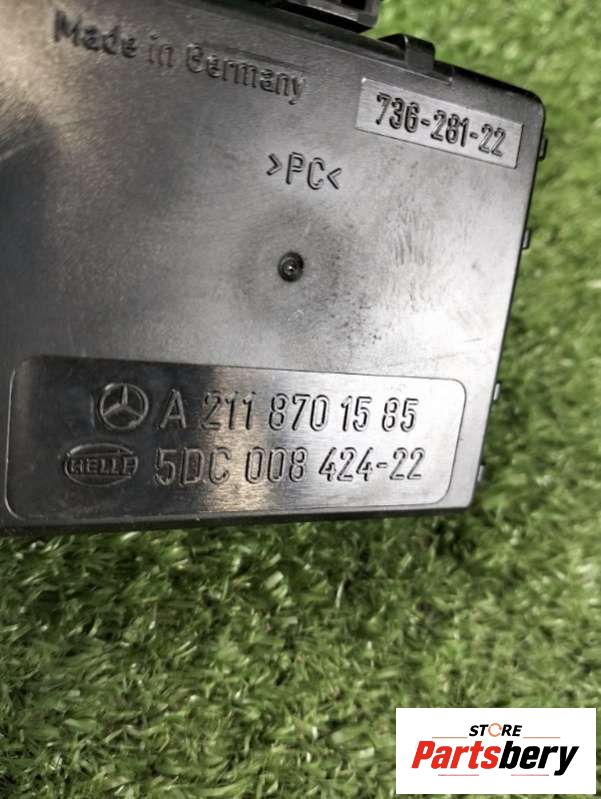 Made in Germany
736-281-22
>PC<
A 211 870 15 85
HELLA
5DC 008 424-22
STORE
Partsbery